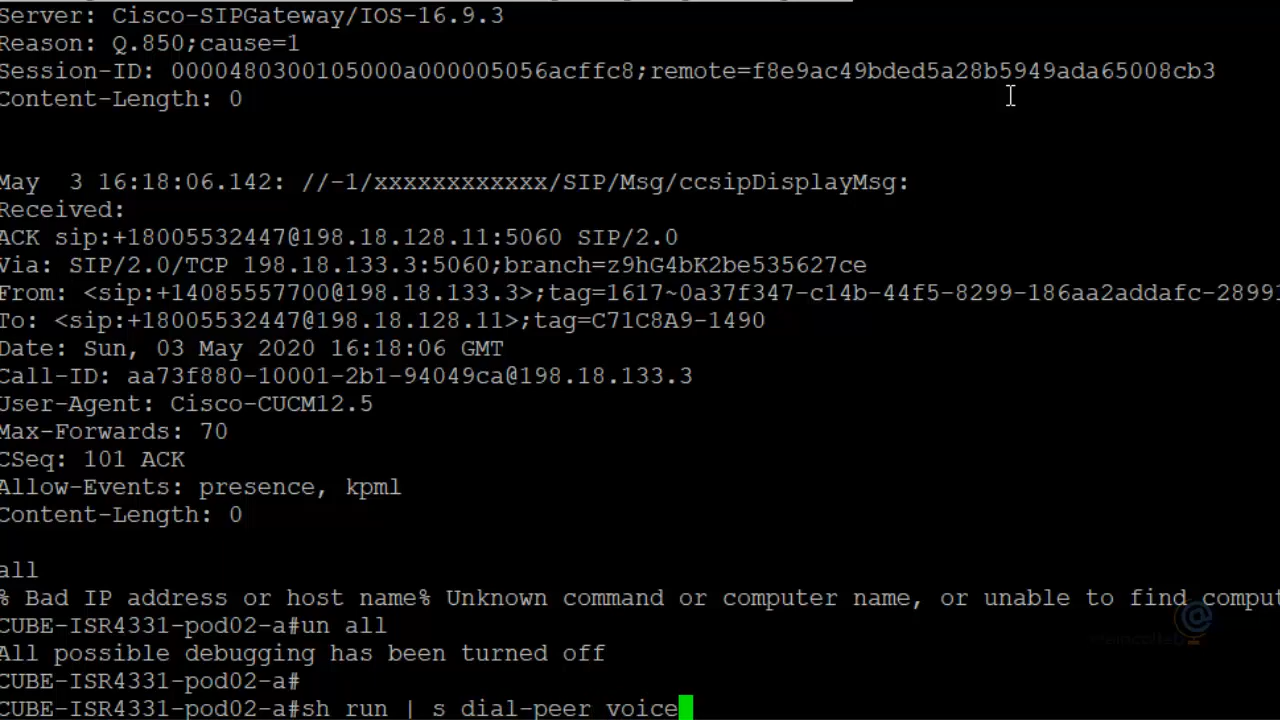 Server: Cisco-SIPGateway/IOS-16.9.3
Reason: Q.850;cause=1
Session-ID: 0000480300105000a000005056acffc8;remote=f8e9ac49bded5a28b5949ada65008cb3
Content-Length: 0
May  3 16:18:06.142: //-1/xxxxxxxxxxxx/SIP/Msg/ccsipDisplayMsg:
Received:
ACK sip:+18005532447@198.18.128.11:5060 SIP/2.0
Via: SIP/2.0/TCP 198.18.133.3:5060;branch=z9hG4bK2be535627ce
From: <sip:+14085557700@198.18.133.3>;tag=1617~0a37f347-c14b-44f5-8299-186aa2addafc-28991
To: <sip:+18005532447@198.18.128.11>;tag=C71C8A9-1490
Date: Sun, 03 May 2020 16:18:06 GMT
Call-ID: aa73f880-10001-2b1-94049ca@198.18.133.3
User-Agent: Cisco-CUCM12.5
Max-Forwards: 70
CSeq: 101 ACK
Allow-Events: presence, kpml
Content-Length: 0
all
% Bad IP address or host name% Unknown command or computer name, or unable to find comput
CUBE-ISR4331-pod02-a#un all
All possible debugging has been turned off
CUBE-ISR4331-pod02-a#
CUBE-ISR4331-pod02-a#sh run | s dial-peer voice